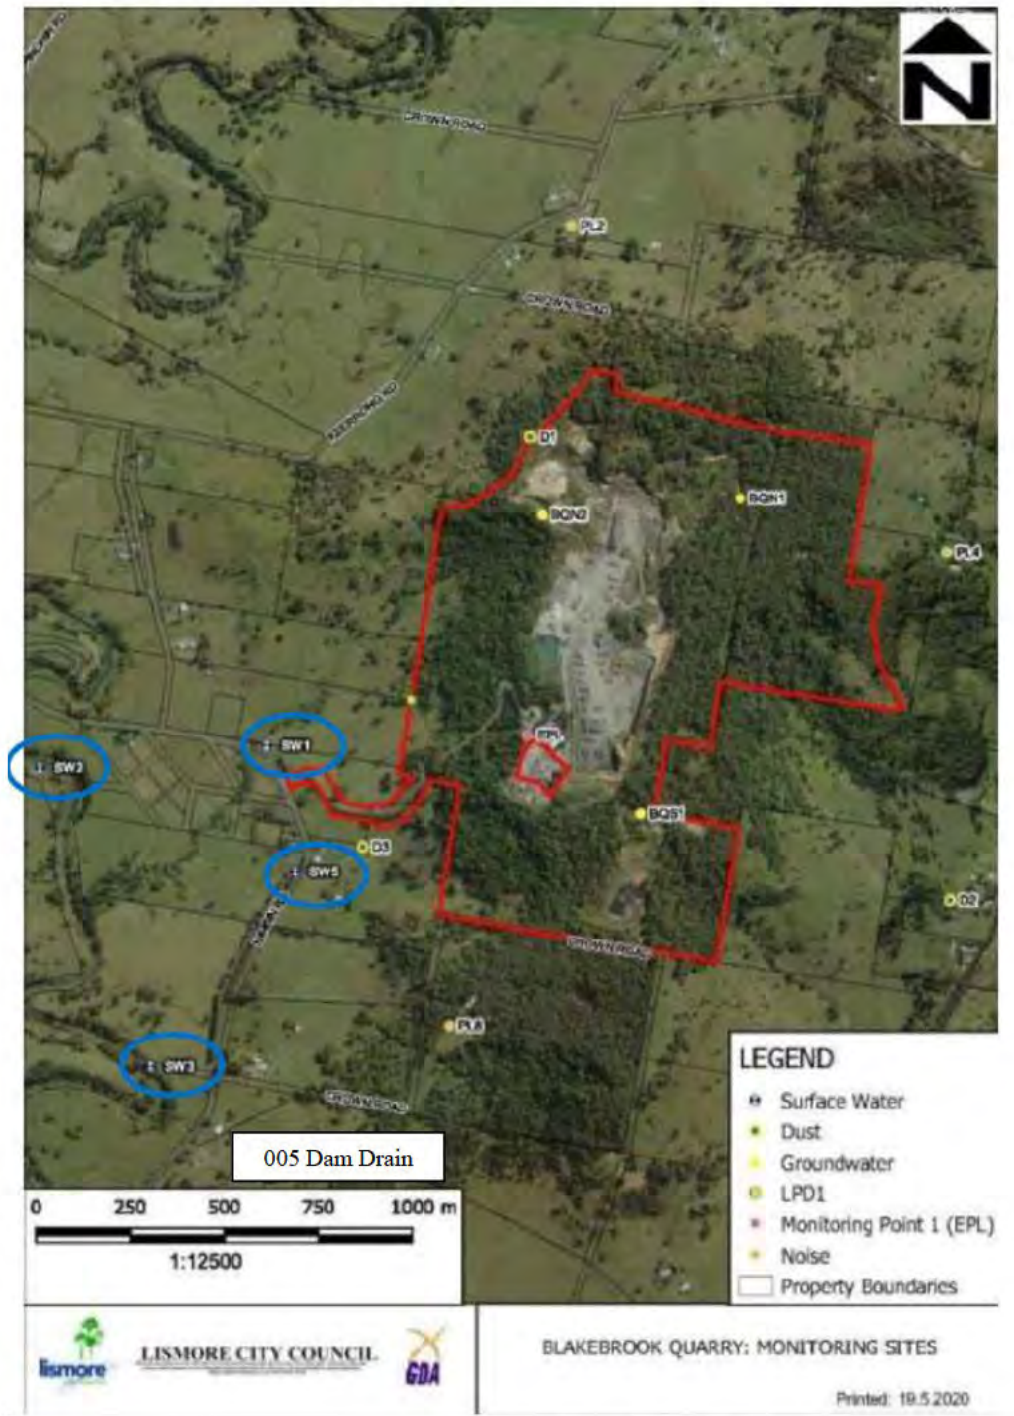 N
CROWN ROAD
PL2
CROWN ROAD
KEERRONG RD
D1
BQN2
BQN1
PL4
EPL
SW1
SW2
BQS1
D3
SW5
D2
CROWN ROAD
PL8
SW3
CROWN ROAD
LEGEND
Surface Water
Dust
Groundwater
LPD1
Monitoring Point 1 (EPL)
Noise
Property Boundaries
005 Dam Drain
0 250 500 750 1000 m
1:12500
lismore
LISMORE CITY COUNCIL
GDA
BLAKEBROOK QUARRY: MONITORING SITES
Printed: 19.5.2020